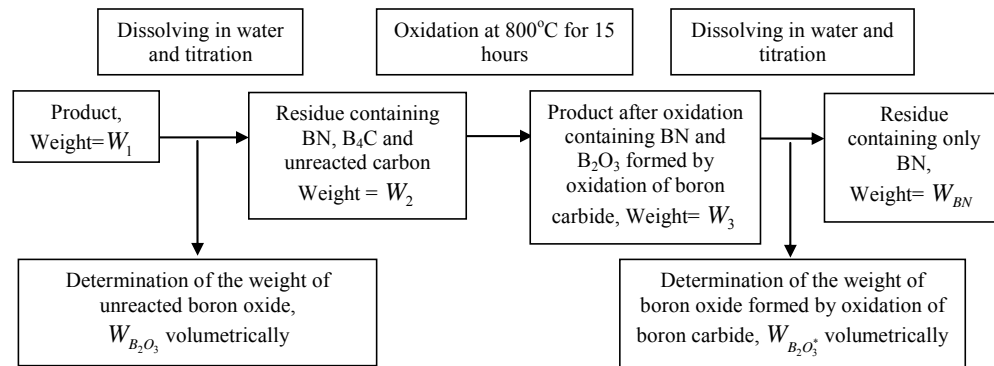 Dissolving in water
and titration
Oxidation at 800°C for 15
hours
Dissolving in water and
titration
Product,
Weight=W₁
Residue containing
BN, B₄C and
unreacted carbon
Weight = W₂
Product after oxidation
containing BN and
B₂O₃ formed by
oxidation of boron
carbide, Weight= W₃
Residue
containing only
BN,
Weight= W_BN
Determination of the weight of
unreacted boron oxide,
W_B₂O₃ volumetrically
Determination of the weight of
boron oxide formed by oxidation of
boron carbide, W_B₂O₃* volumetrically